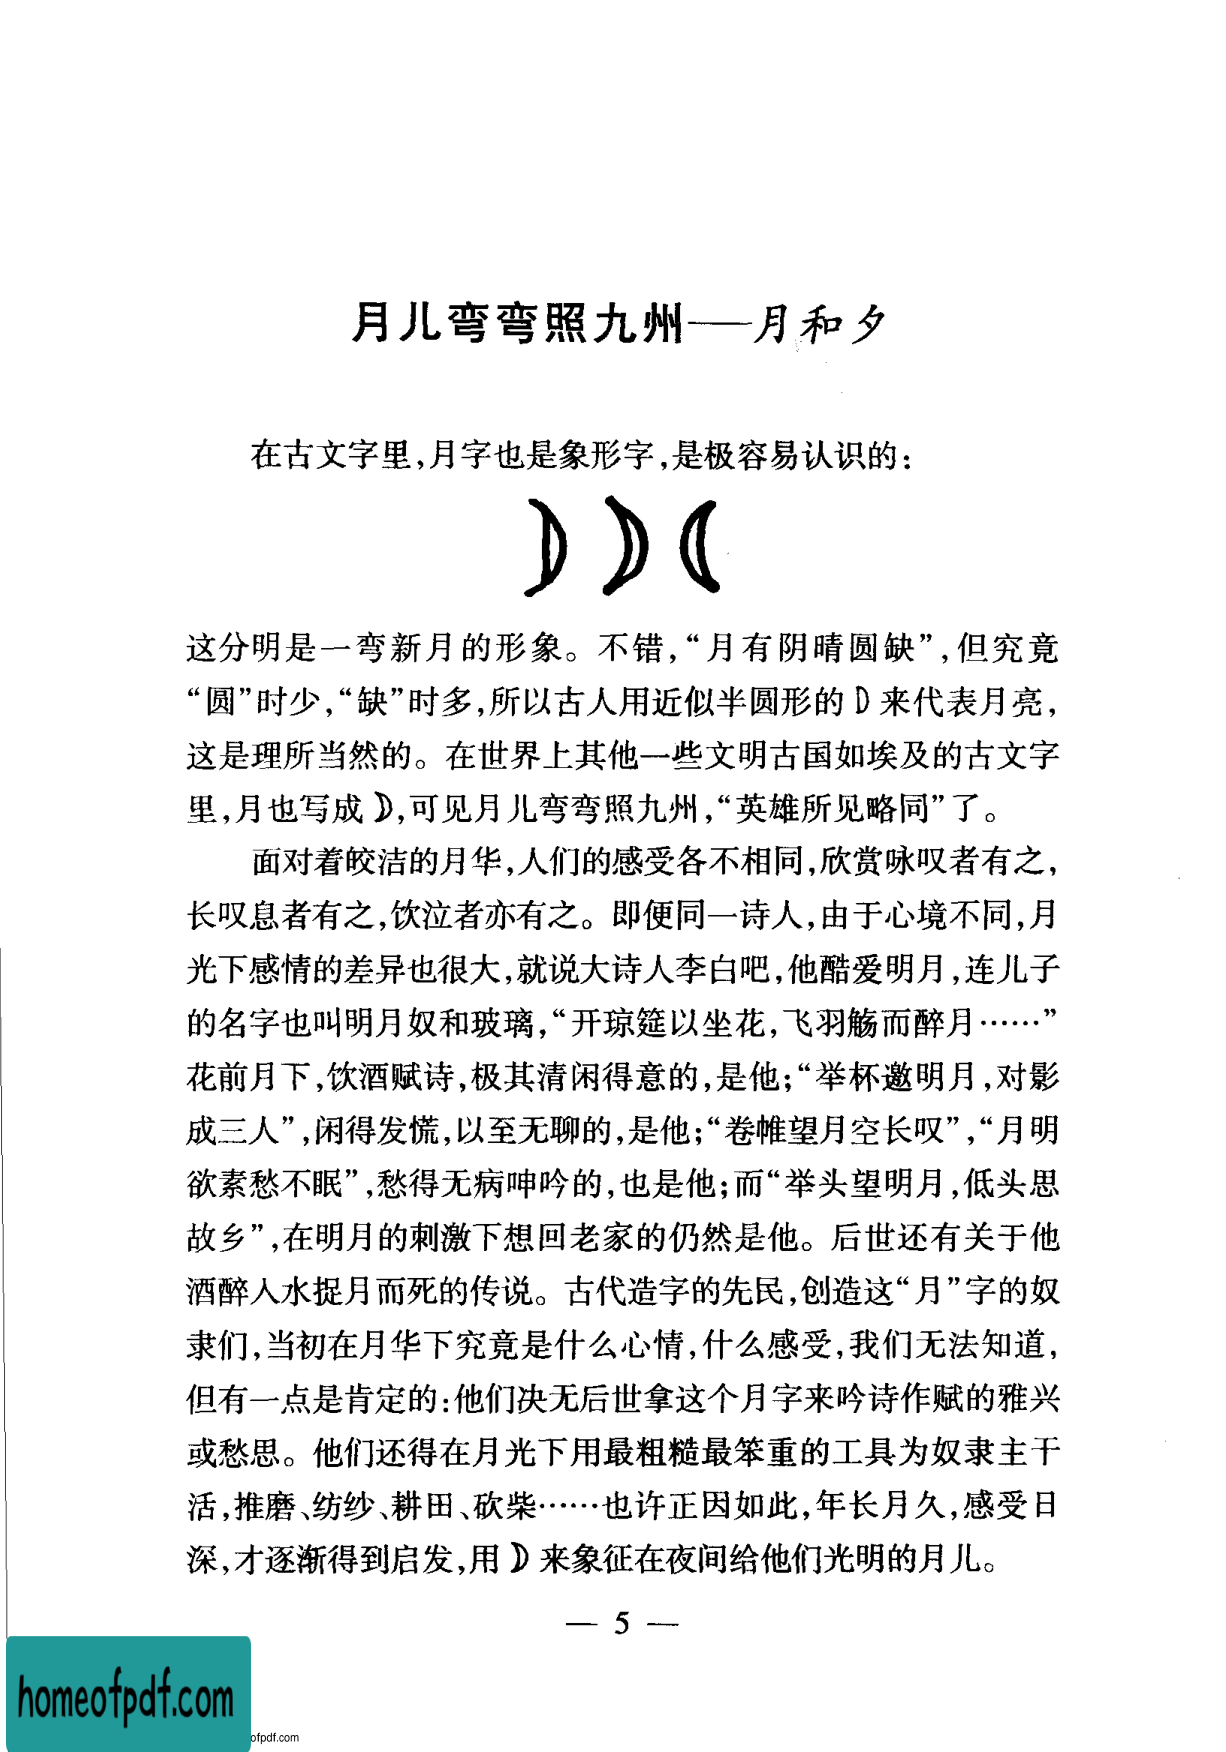 月儿弯弯照九州——月和夕
在古文字里,月字也是象形字,是极容易认识的:
这分明是一弯新月的形象。不错,“月有阴晴圆缺”,但究竟
“圆”时少,“缺”时多,所以古人用近似半圆形的 来代表月亮,
这是理所当然的。在世界上其他一些文明古国如埃及的古文字
里,月也写成 ,可见月儿弯弯照九州,“英雄所见略同”了。
面对着皎洁的月华,人们的感受各不相同,欣赏咏叹者有之,
长叹息者有之,饮泣者亦有之。即便同一诗人,由于心境不同,月
光下感情的差异也很大,就说大诗人李白吧,他酷爱明月,连儿子
的名字也叫明月奴和玻璃,“开琼筵以坐花,飞羽觞而醉月……”
花前月下,饮酒赋诗,极其清闲得意的,是他;“举杯邀明月,对影
成三人”,闲得发慌,以至无聊的,是他;“卷帷望月空长叹”,“月明
欲素愁不眠”,愁得无病呻吟的,也是他;而“举头望明月,低头思
故乡”,在明月的刺激下想回老家的仍然是他。后世还有关于他
酒醉入水捉月而死的传说。古代造字的先民,创造这“月”字的奴
隶们,当初在月华下究竟是什么心情,什么感受,我们无法知道,
但有一点是肯定的:他们决无后世拿这个月字来吟诗作赋的雅兴
或愁思。他们还得在月光下用最粗糙最笨重的工具为奴隶主干
活,推磨、纺纱、耕田、砍柴……也许正因如此,年长月久,感受日
深,才逐渐得到启发,用 来象征在夜间给他们光明的月儿。
— 5 —
homeofpdf.com
ofpdf.com